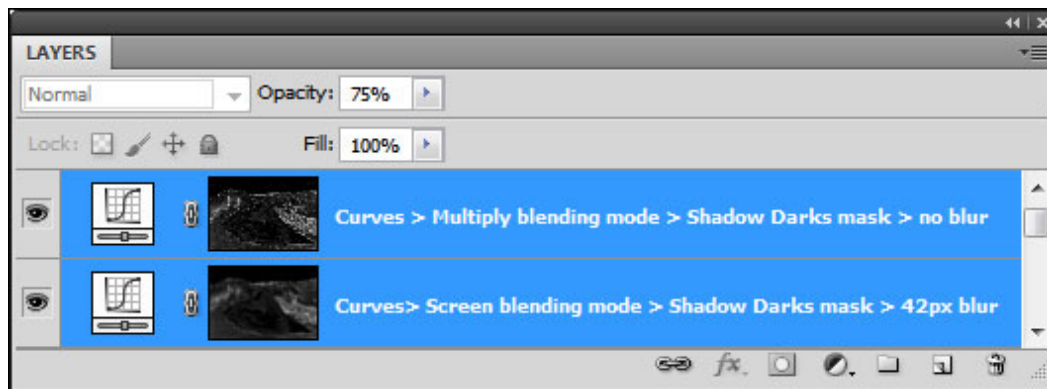 LAYERS
Normal Opacity: 75%
Lock: Fill: 100%
Curves > Multiply blending mode > Shadow Darks mask > no blur
Curves> Screen blending mode > Shadow Darks mask > 42px blur
fx.